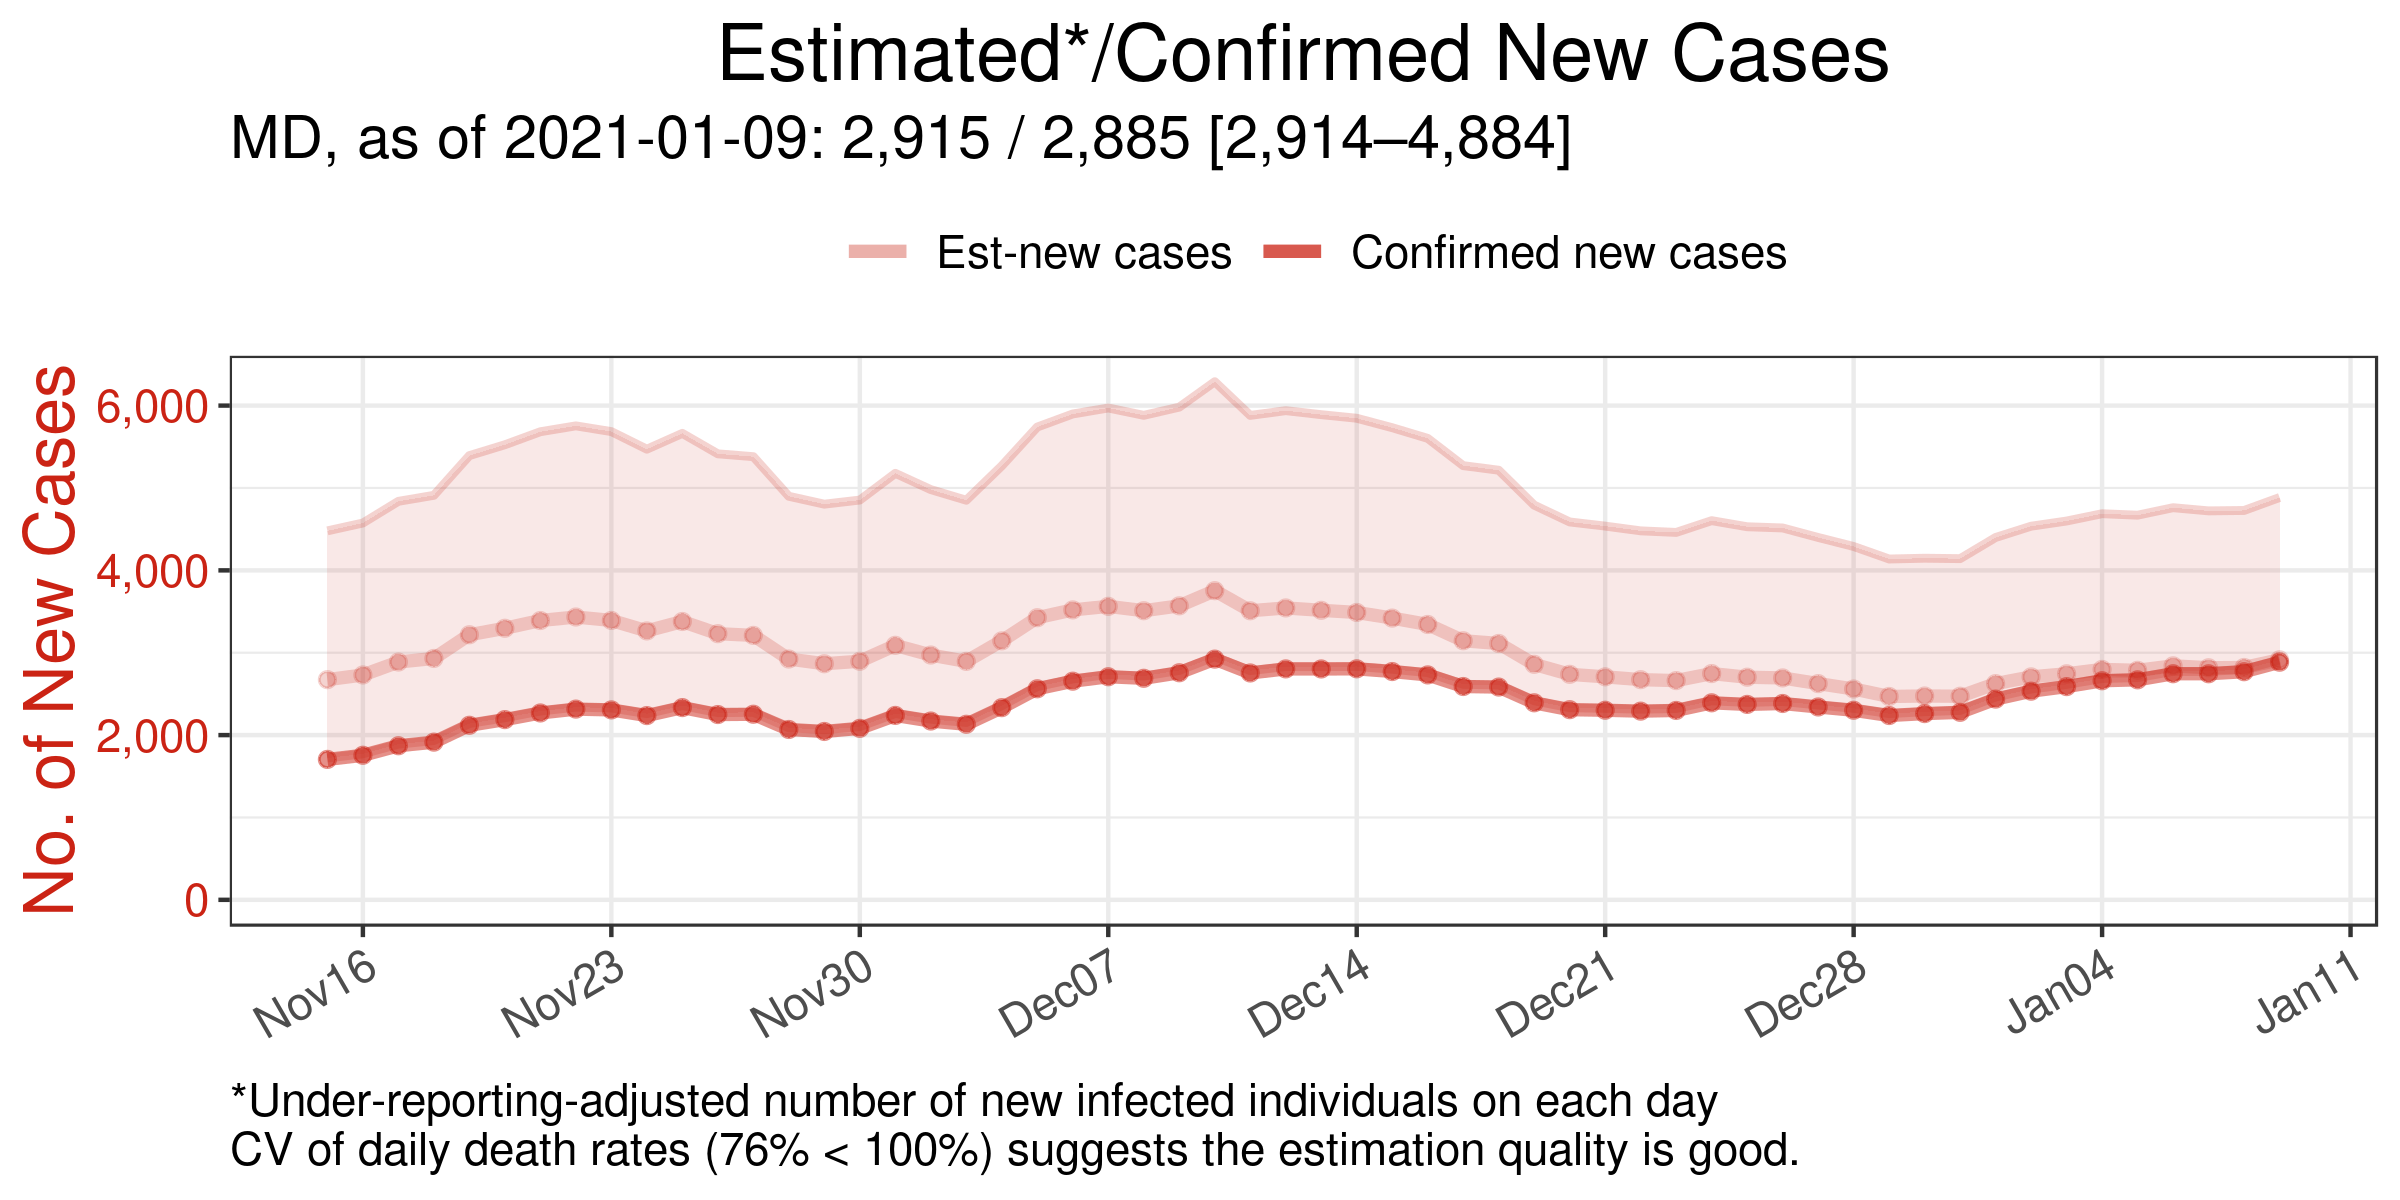 Estimated*/Confirmed New Cases
MD, as of 2021-01-09: 2,915 / 2,885 [2,914–4,884]
Est-new cases
Confirmed new cases
No. of New Cases
6,000
4,000
2,000
0
Nov16
Nov23
Nov30
Dec07
Dec14
Dec21
Dec28
Jan04
Jan11
*Under-reporting-adjusted number of new infected individuals on each day
CV of daily death rates (76% < 100%) suggests the estimation quality is good.